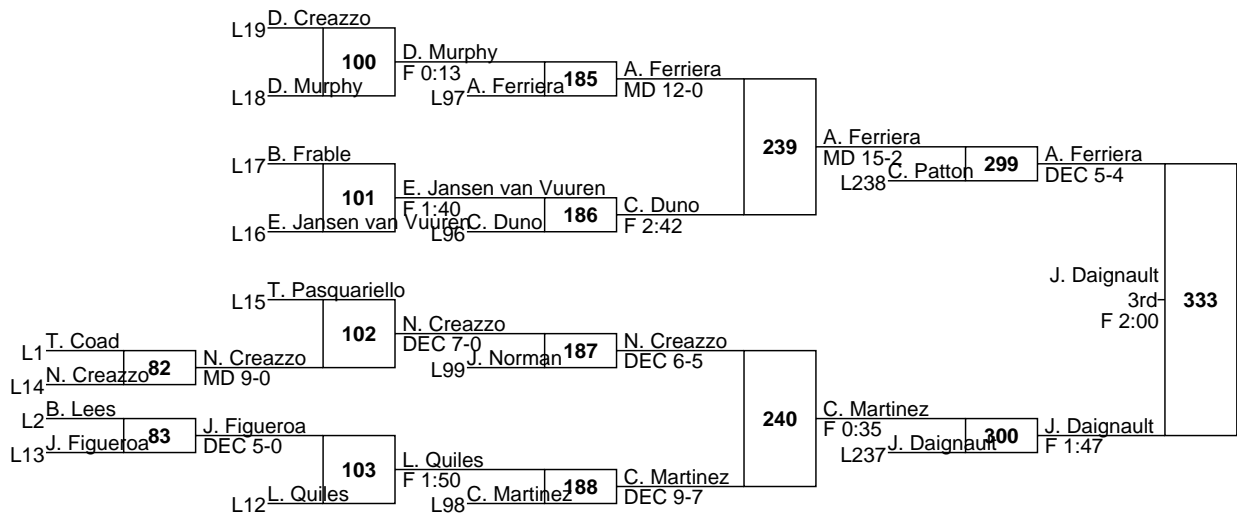 L19 D. Creazzo
100
D. Murphy
F 0:13
L18 D. Murphy
L97 A. Ferriera
185
A. Ferriera
MD 12-0
239
L17 B. Frable
101
E. Jansen van Vuuren
F 1:40
L16 E. Jansen van Vuuren
L96 C. Duno
186
C. Duno
F 2:42
A. Ferriera
MD 15-2
L238 C. Patton
299
A. Ferriera
DEC 5-4
L15 T. Pasquariello
102
L1 T. Coad
82
L14 N. Creazzo
N. Creazzo
MD 9-0
N. Creazzo
DEC 7-0
L99 J. Norman
187
N. Creazzo
DEC 6-5
240
L2 B. Lees
83
L13 J. Figueroa
J. Figueroa
DEC 5-0
103
L12 L. Quiles
L. Quiles
F 1:50
L98 C. Martinez
188
C. Martinez
DEC 9-7
C. Martinez
F 0:35
L237 J. Daignault
300
J. Daignault
F 1:47
J. Daignault
3rd
F 2:00
333